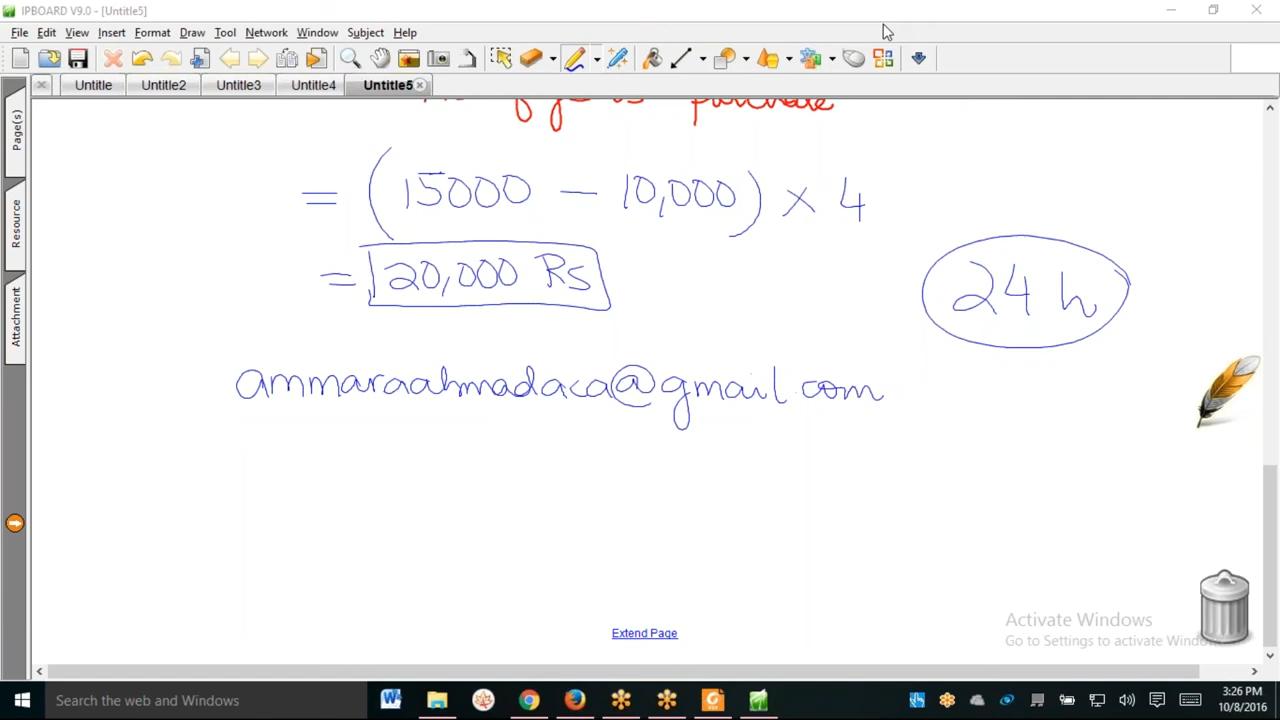 IPBOARD V9.0 - [Untitle5]
File Edit View Insert Format Draw Tool Network Window Subject Help
Untitle Untitle2 Untitle3 Untitle4 Untitle5
Page(s)
Resource
Attachment
purchase
= (15000 - 10,000) × 4
= 20,000 Rs
24 h
ammaraahmadaca@gmail.com
Extend Page
Activate Windows
Go to Settings to activate Windows
Search the web and Windows
3:26 PM
10/8/2016